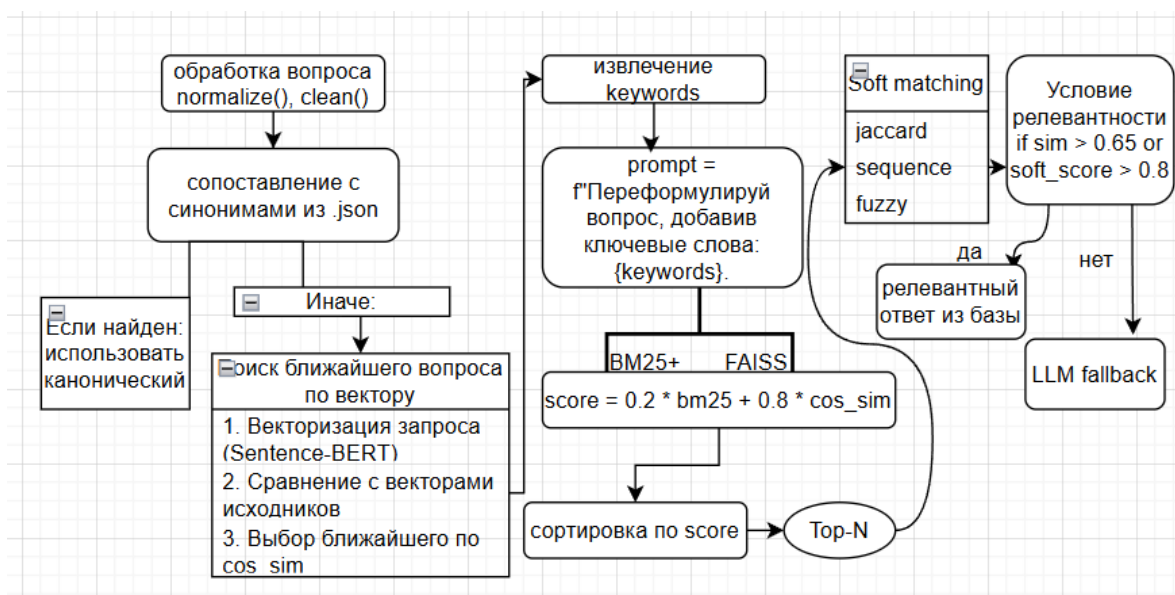 обработка вопроса
normalize(), clean()
сопоставление с
синонимами из .json
Если найден:
использовать
канонический
Иначе:
оиск ближайшего вопроса
по вектору
1. Векторизация запроса
(Sentence-BERT)
2. Сравнение с векторами
исходников
3. Выбор ближайшего по
cos_sim
извлечение
keywords
prompt =
f"Переформулируй
вопрос, добавив
ключевые слова:
{keywords}.
BM25+ FAISS
score = 0.2 * bm25 + 0.8 * cos_sim
сортировка по score
Top-N
Soft matching
jaccard
sequence
fuzzy
Условие
релевантности
if sim > 0.65 or
soft_score > 0.8
да
нет
релевантный
ответ из базы
LLM fallback